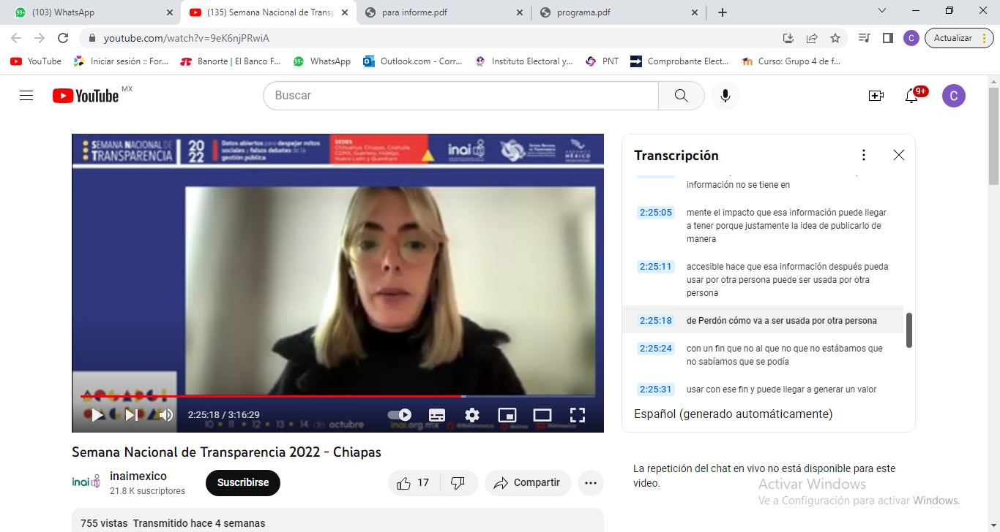 (103) WhatsApp
(135) Semana Nacional de Transp
para informe.pdf
programa.pdf
youtube.com/watch?v=9eK6njPRwiA
Actualizar
YouTube
Iniciar sesión :: For...
Banorte | El Banco F...
WhatsApp
Outlook.com - Corr...
Instituto Electoral y...
PNT
Comprobante Elect...
Curso: Grupo 4 de f...
YouTube MX
Buscar
9+
C
SEMANA NACIONAL DE
TRANSPARENCIA
20
22
Datos abiertos para despejar mitos
sociales y falsos debates de la
gestión pública
SEDES
Chihuahua, Chiapas, Coahuila,
CDMX, Guerrero, Hidalgo,
Nuevo León y Querétaro
inai
MÉXICO
2:25:18 / 3:16:29
10 • 11 • 12 • 13 • 14 de octubre
inai.org.mx
Transcripción
información no se tiene en
2:25:05 mente el impacto que esa información puede llegar
a tener porque justamente la idea de publicarlo de
manera
2:25:11 accesible hace que esa información después pueda
usar por otra persona puede ser usada por otra
persona
2:25:18 de Perdón cómo va a ser usada por otra persona
2:25:24 con un fin que no al que no que no estábamos que
no sabíamos que se podía
2:25:31 usar con ese fin y puede llegar a generar un valor
Español (generado automáticamente)
Semana Nacional de Transparencia 2022 - Chiapas
inai
inaimexico
21.8 K suscriptores
Suscribirse
17
Compartir
755 vistas Transmitido hace 4 semanas
La repetición del chat en vivo no está disponible para este
video.
Activar Windows
Ve a Configuración para activar Windows.